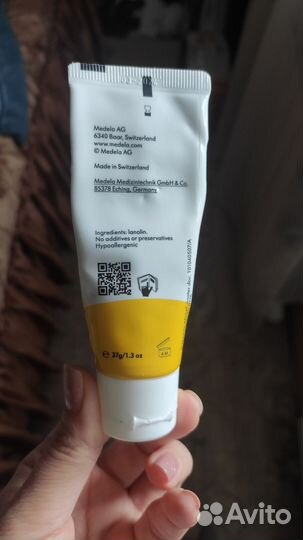 Medela AG
6340 Baar, Switzerland
www.medela.com
© Medela AG
Made in Switzerland
Medela Medizintechnik GmbH & Co.
85378 Eching, Germany
Ingredients: lanolin.
No additives or preservatives
Hypoallergenic
101040507/A
e 37g/1.3 oz
Avito